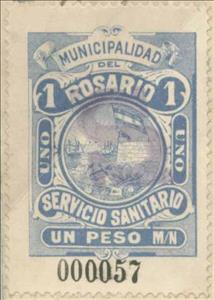 MUNICIPALIDAD
DEL
ROSARIO
1 1
UNO UNO
SERVICIO SANITARIO
UN PESO M/N
000057